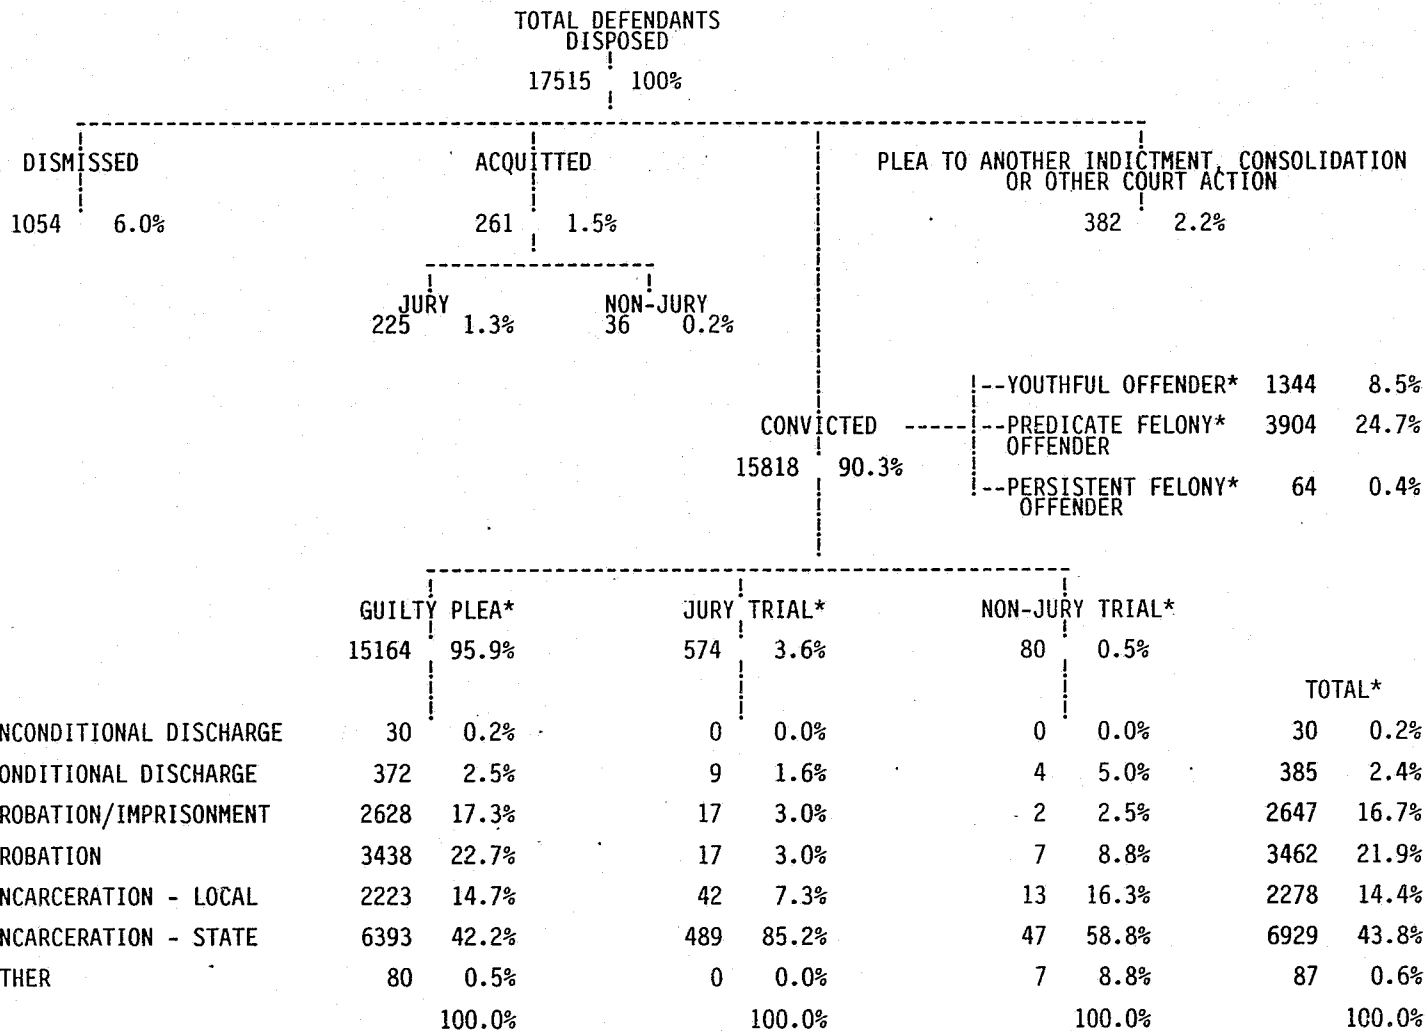 TOTAL DEFENDANTS
DISPOSED
17515 100%
DISMISSED ACQUITTED PLEA TO ANOTHER INDICTMENT, CONSOLIDATION
OR OTHER COURT ACTION
1054 6.0% 261 1.5% 382 2.2%
JURY NON-JURY
225 1.3% 36 0.2%
--YOUTHFUL OFFENDER* 1344 8.5%
CONVICTED ----- --PREDICATE FELONY* 3904 24.7%
OFFENDER
15818 90.3%
--PERSISTENT FELONY* 64 0.4%
OFFENDER
GUILTY PLEA* JURY TRIAL* NON-JURY TRIAL*
15164 95.9% 574 3.6% 80 0.5%
TOTAL*
NCONDITIONAL DISCHARGE 30 0.2% 0 0.0% 0 0.0% 30 0.2%
ONDITIONAL DISCHARGE 372 2.5% 9 1.6% 4 5.0% 385 2.4%
ROBATION/IMPRISONMENT 2628 17.3% 17 3.0% 2 2.5% 2647 16.7%
ROBATION 3438 22.7% 17 3.0% 7 8.8% 3462 21.9%
NCARCERATION - LOCAL 2223 14.7% 42 7.3% 13 16.3% 2278 14.4%
NCARCERATION - STATE 6393 42.2% 489 85.2% 47 58.8% 6929 43.8%
THER 80 0.5% 0 0.0% 7 8.8% 87 0.6%
100.0% 100.0% 100.0% 100.0%